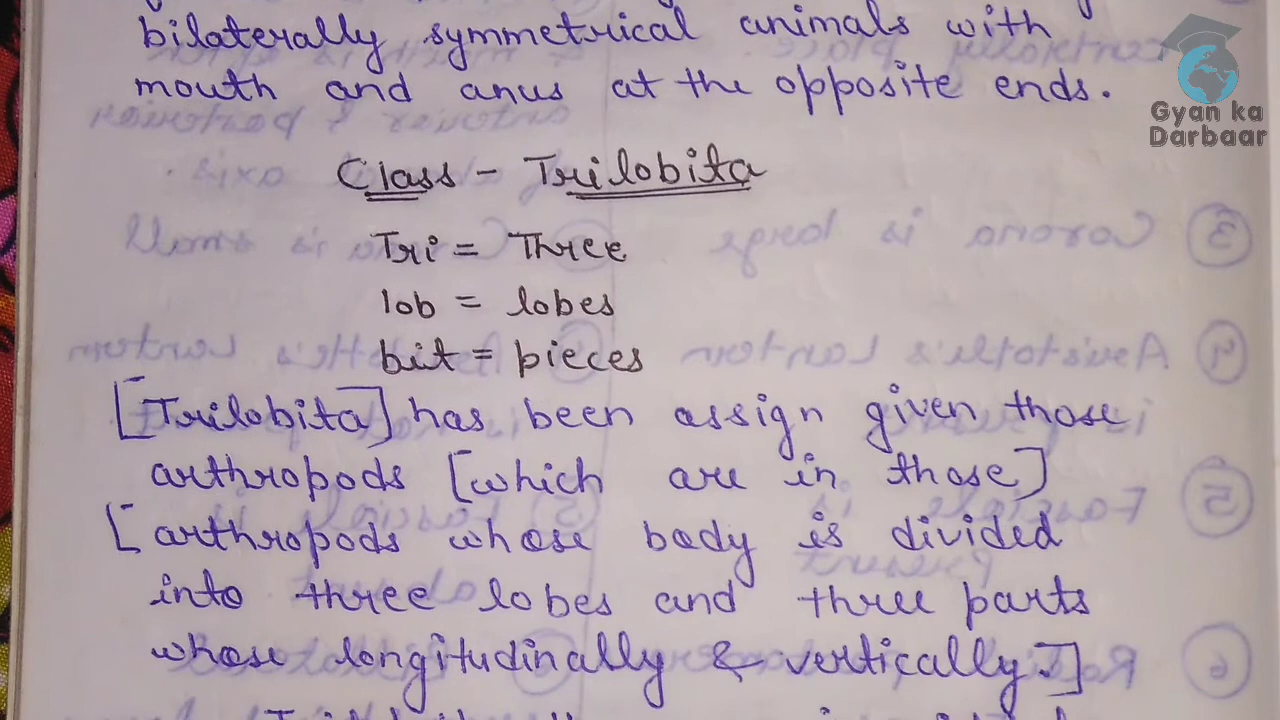 bilaterally symmetrical animals with
mouth and anus at the opposite ends.
Gyan ka
Darbaar
Class - Trilobita
Tri = Three
lob = lobes
bit = pieces
[Trilobita] has been assign given those
arthropods [which are in those]
[arthropods whose body is divided
into three lobes and three parts
whose longitudinally & vertically.]